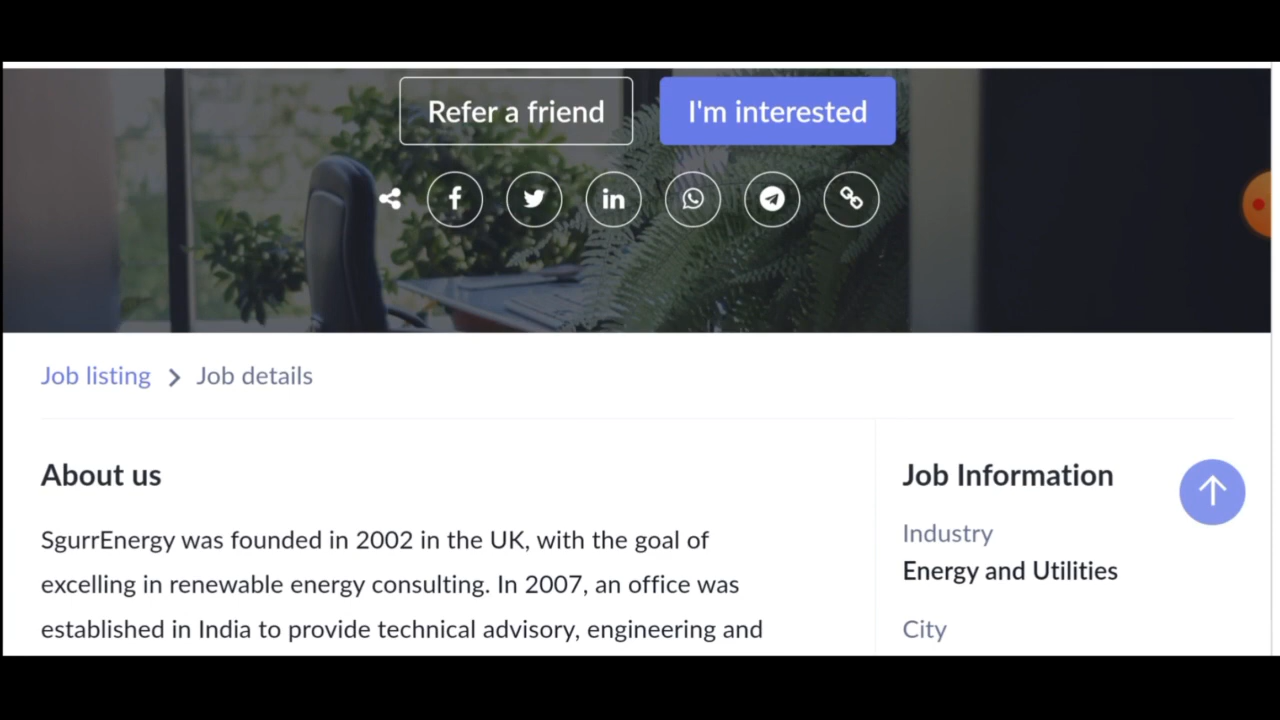 Refer a friend
I'm interested
Job listing > Job details
About us
SgurrEnergy was founded in 2002 in the UK, with the goal of
excelling in renewable energy consulting. In 2007, an office was
established in India to provide technical advisory, engineering and
Job Information
Industry
Energy and Utilities
City